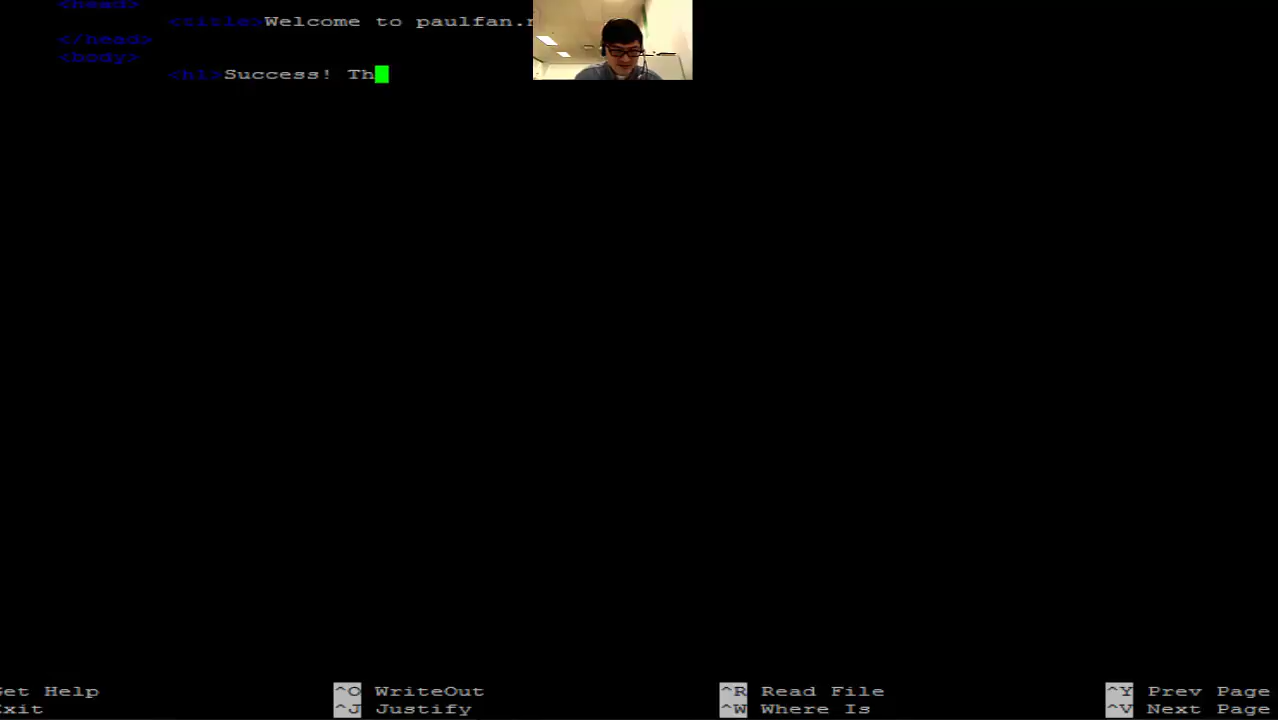 <head>
<title>Welcome to paulfan.
</head>
<body>
<h1>Success! Th
Get Help ^O WriteOut ^R Read File ^Y Prev Page
Exit ^J Justify ^W Where Is ^V Next Page